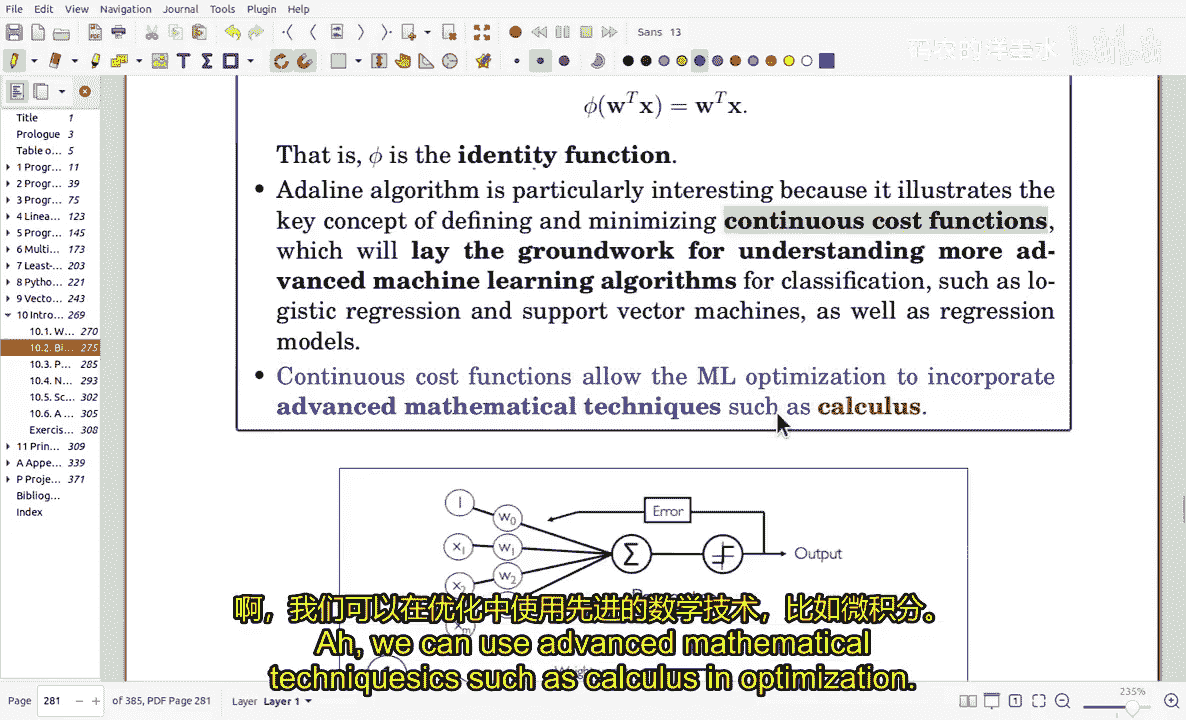 File Edit View Navigation Journal Tools Plugin Help
Sans 13
Title 1
Prologue 3
Table o... 5
1 Progr... 11
2 Progr... 39
3 Progr... 75
4 Linea... 123
5 Progr... 145
6 Multi... 173
7 Least-... 203
8 Pytho... 221
9 Vecto... 243
10 Intro... 269
10.1. W... 270
10.2. Bi... 275
10.3. P... 285
10.4. N... 293
10.5. Sc... 302
10.6. A ... 305
Exercis... 308
11 Prin... 309
A Appe... 339
P Proje... 371
Bibliog...
Index
ϕ(w^T x) = w^T x.
That is, ϕ is the identity function.
• Adaline algorithm is particularly interesting because it illustrates the
key concept of defining and minimizing continuous cost functions,
which will lay the groundwork for understanding more ad-
vanced machine learning algorithms for classification, such as lo-
gistic regression and support vector machines, as well as regression
models.
• Continuous cost functions allow the ML optimization to incorporate
advanced mathematical techniques such as calculus.
1
w0
Error
x1
w1
Σ
Output
x2
w2
xm
啊，我们可以在优化中使用先进的数学技术，比如微积分。
Ah, we can use advanced mathematical
techniquesics such as calculus in optimization.
Page 281 of 385, PDF Page 281 Layer Layer 1
235%